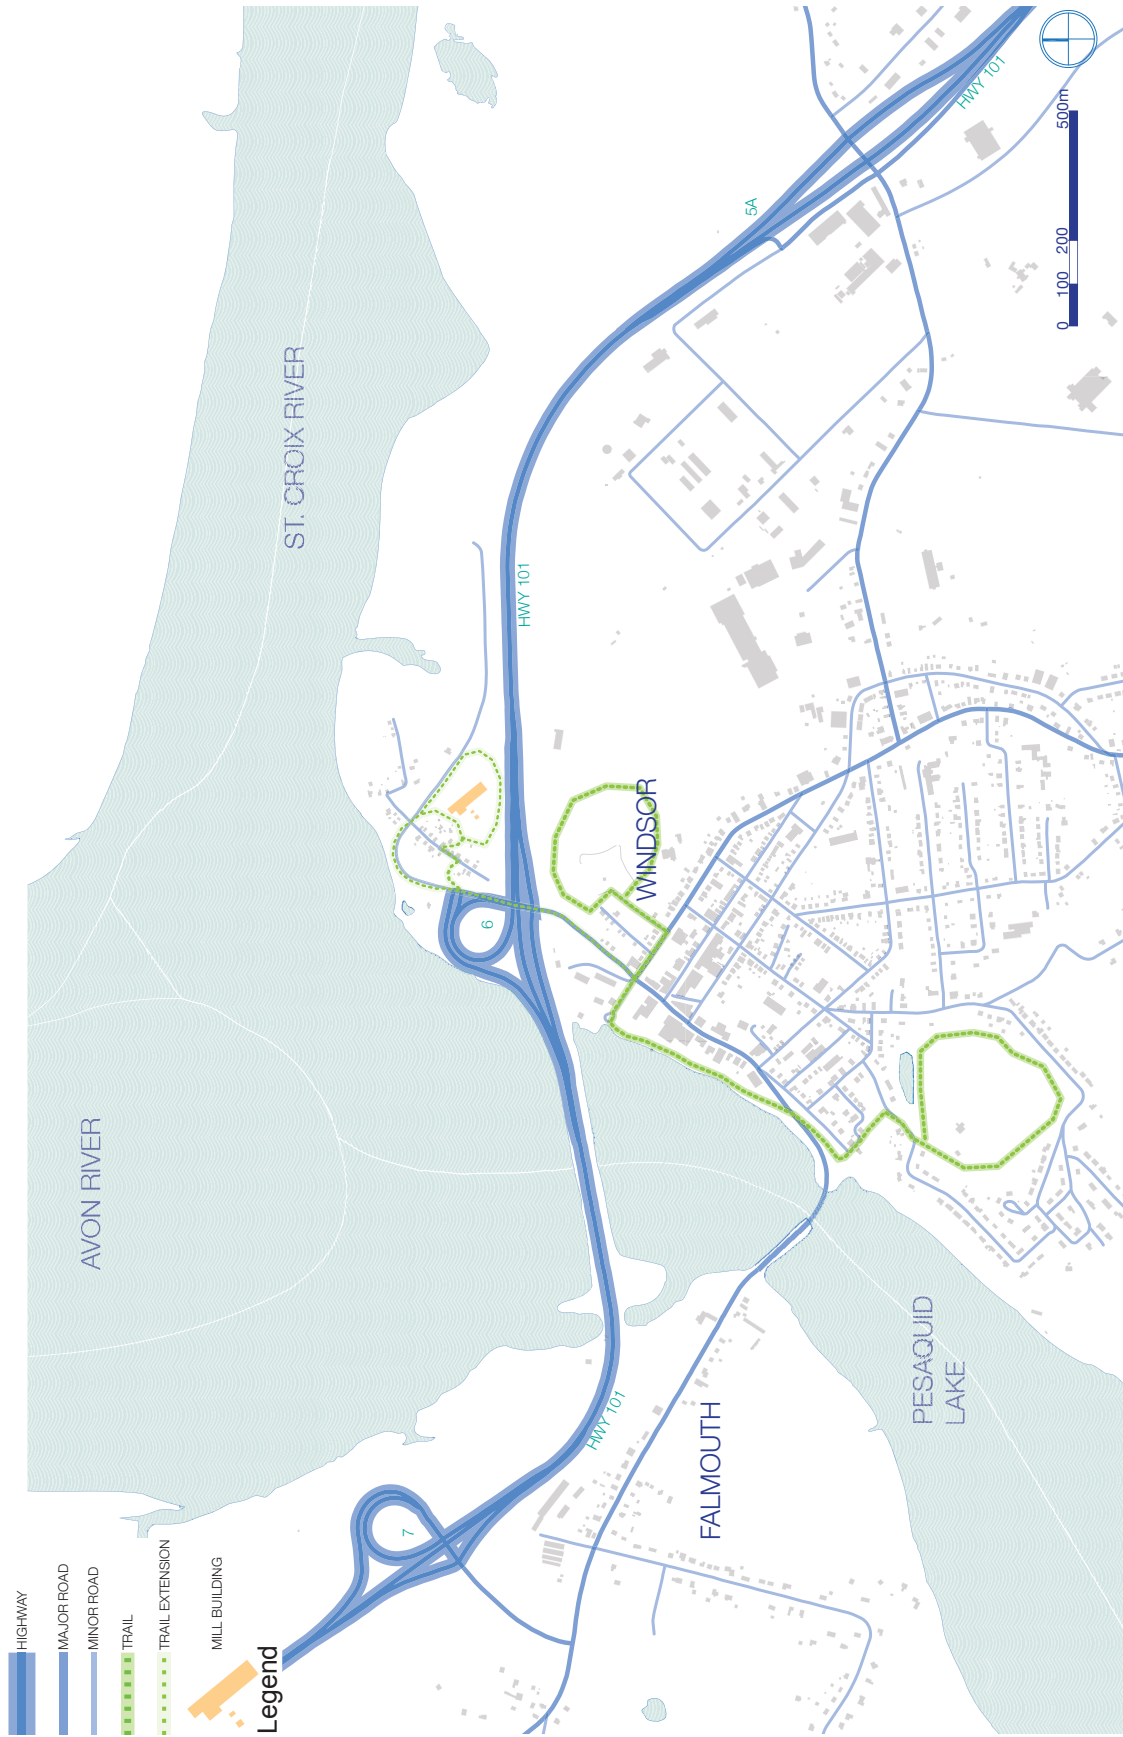 AVON RIVER
ST. CROIX RIVER
HWY 101
5A
HWY 101
6
WINDSOR
HWY 101
7
FALMOUTH
PESAQUID
LAKE
0 100 200 500m
HIGHWAY
MAJOR ROAD
MINOR ROAD
TRAIL
TRAIL EXTENSION
MILL BUILDING
Legend